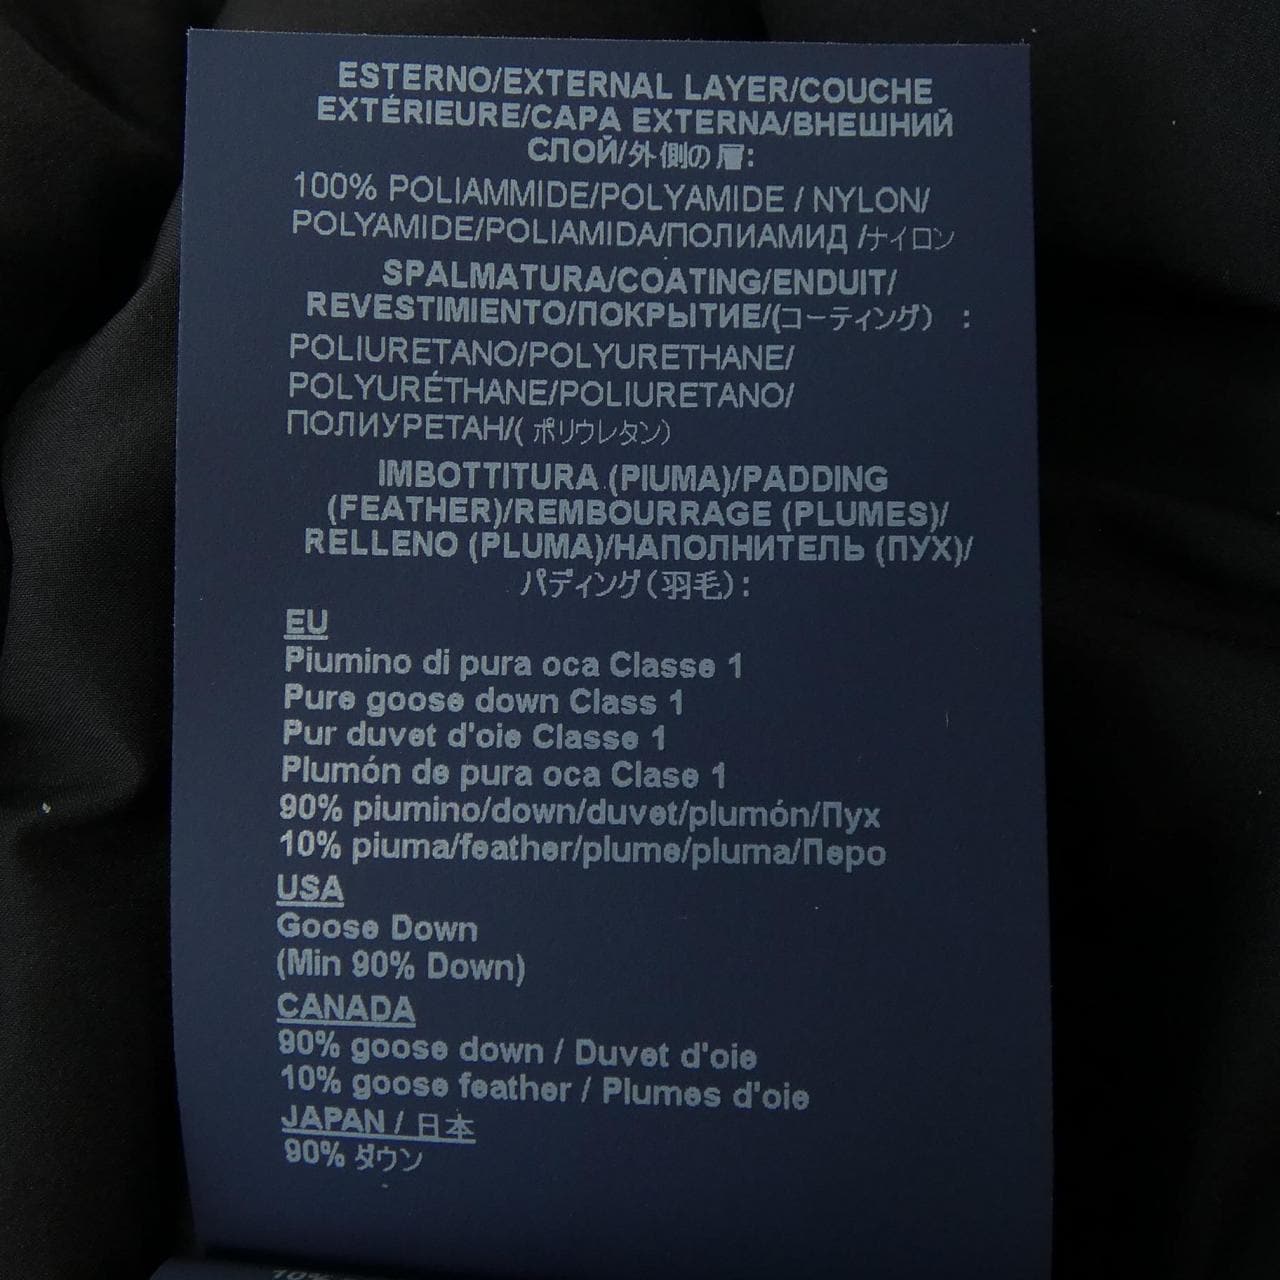 ESTERNO/EXTERNAL LAYER/COUCHE
EXTÉRIEURE/CAPA EXTERNA/ВНЕШНИЙ
СЛОЙ/外側の層:
100% POLIAMMIDE/POLYAMIDE / NYLON/
POLYAMIDE/POLIAMIDA/ПОЛИАМИД /ナイロン
SPALMATURA/COATING/ENDUIT/
REVESTIMIENTO/ПОКРЫТИЕ/(コーティング) :
POLIURETANO/POLYURETHANE/
POLYURÉTHANE/POLIURETANO/
ПОЛИУРЕТАН/( ポリウレタン)
IMBOTTITURA (PIUMA)/PADDING
(FEATHER)/REMBOURRAGE (PLUMES)/
RELLENO (PLUMA)/НАПОЛНИТЕЛЬ (ПУХ)/
パディング(羽毛):
EU
Piumino di pura oca Classe 1
Pure goose down Class 1
Pur duvet d'oie Classe 1
Plumón de pura oca Clase 1
90% piumino/down/duvet/plumón/Пух
10% piuma/feather/plume/pluma/Перо
USA
Goose Down
(Min 90% Down)
CANADA
90% goose down / Duvet d'oie
10% goose feather / Plumes d'oie
JAPAN / 日本
90% ダウン
10%